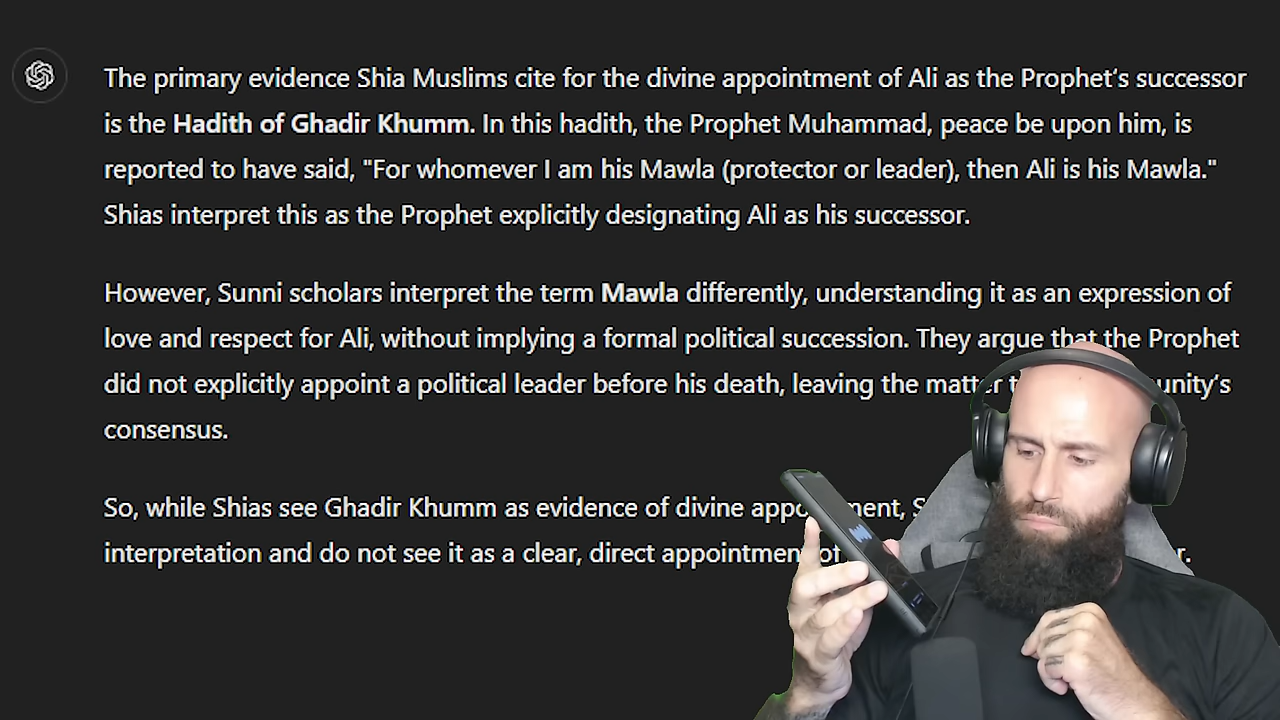 The primary evidence Shia Muslims cite for the divine appointment of Ali as the Prophet's successor
is the Hadith of Ghadir Khumm. In this hadith, the Prophet Muhammad, peace be upon him, is
reported to have said, "For whomever I am his Mawla (protector or leader), then Ali is his Mawla."
Shias interpret this as the Prophet explicitly designating Ali as his successor.
However, Sunni scholars interpret the term Mawla differently, understanding it as an expression of
love and respect for Ali, without implying a formal political succession. They argue that the Prophet
did not explicitly appoint a political leader before his death, leaving the matter
consensus.
So, while Shias see Ghadir Khumm as evidence of divine
interpretation and do not see it as a clear, direct appointment of